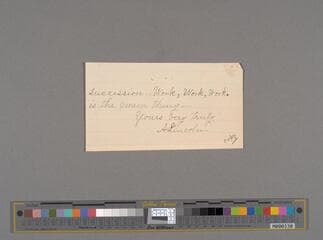 succession. Work, Work, Work.
is the main thing.
Yours very truly
A Lincoln